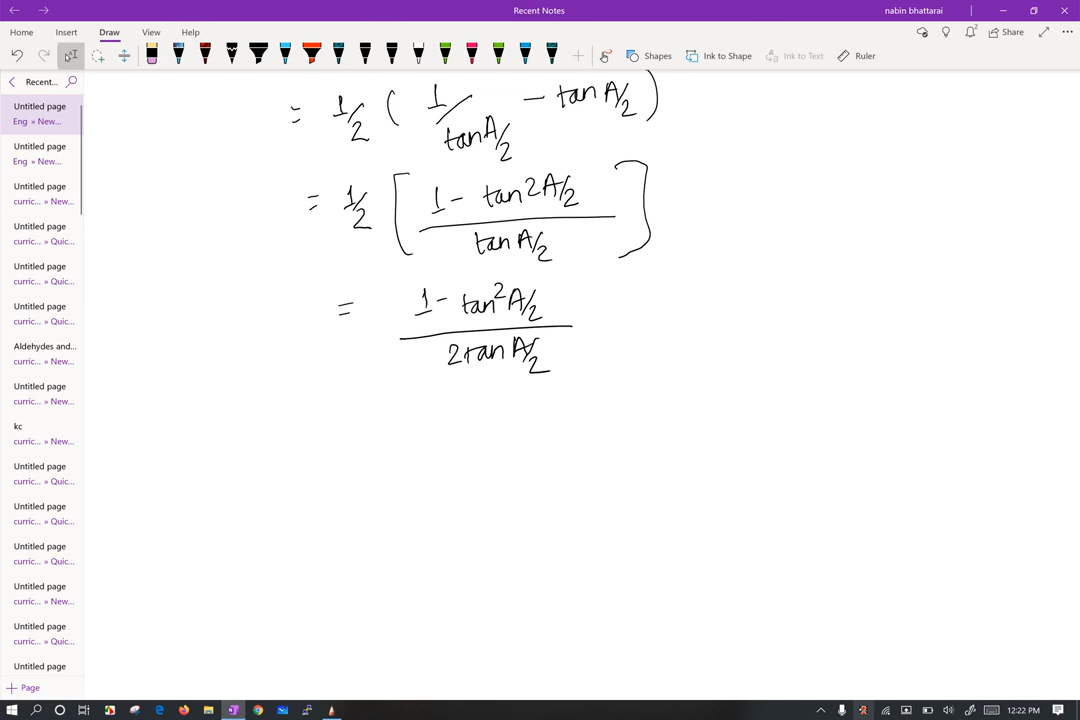 Recent Notes
nabin bhattarai
Home Insert Draw View Help
Share
Shapes
Ink to Shape
Ink to Text
Ruler
Recent...
Untitled page
Eng » New...
Untitled page
Eng » New...
Untitled page
curric... » New...
Untitled page
curric... » Quic...
Untitled page
curric... » Quic...
Untitled page
curric... » Quic...
Aldehydes and...
curric... » New...
Untitled page
curric... » New...
kc
curric... » New...
Untitled page
curric... » Quic...
Untitled page
curric... » Quic...
Untitled page
curric... » Quic...
Untitled page
curric... » New...
Untitled page
curric... » Quic...
Untitled page
+ Page
= 1/2 ( 1/tan A/2 − tan A/2 )
= 1/2 [ (1 − tan2A/2) / (tan A/2) ]
= (1 − tan²A/2) / (2tan A/2)
12:22 PM